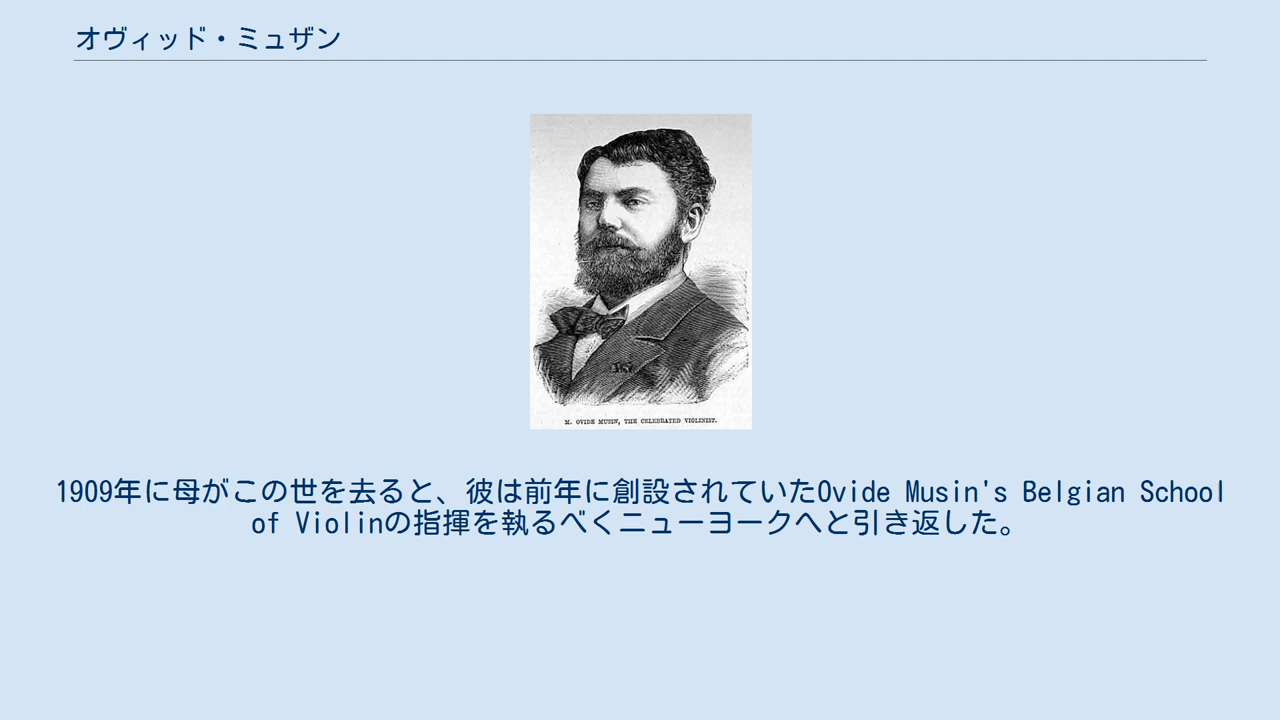 オヴィッド・ミュザン
M. OVIDE MUSIN, THE CELEBRATED VIOLINIST.
1909年に母がこの世を去ると、彼は前年に創設されていたOvide Musin's Belgian School
of Violinの指揮を執るべくニューヨークへと引き返した。